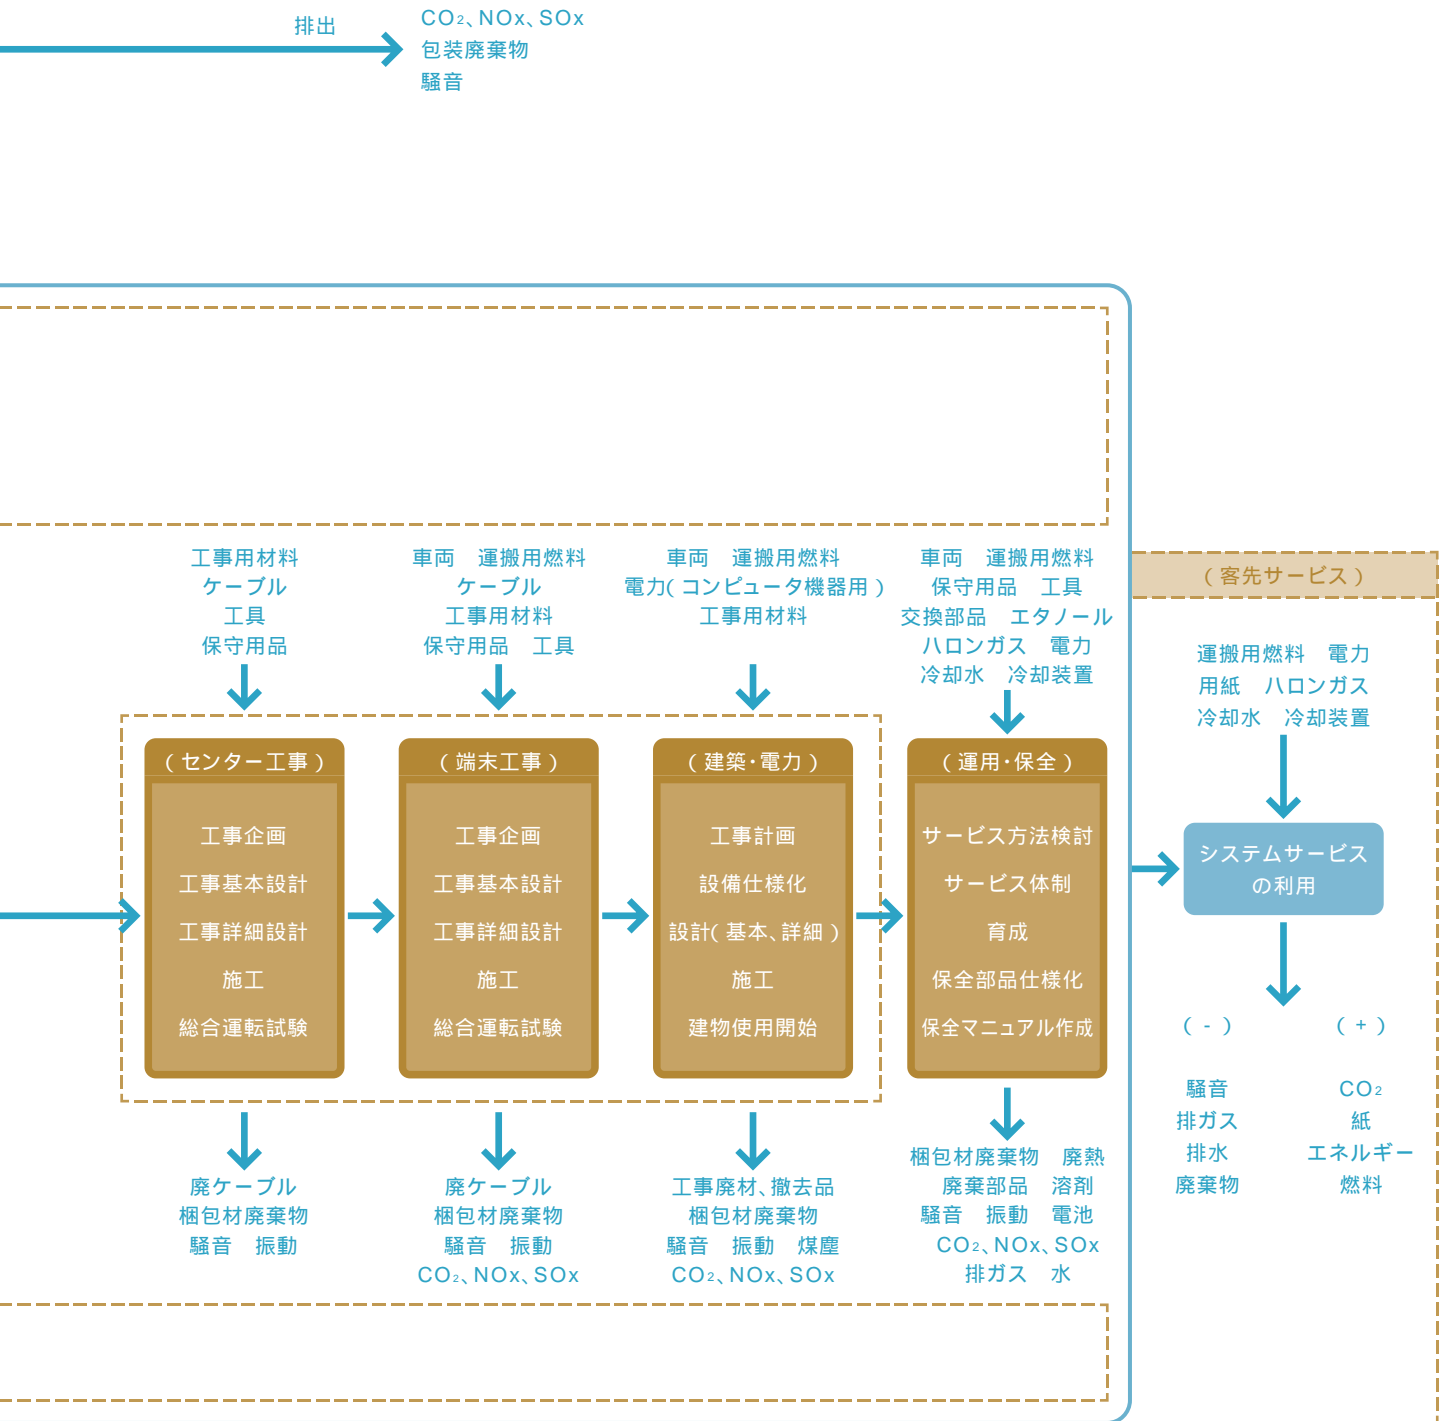 排出
CO₂、NOx、SOx
包装廃棄物
騒音
工事用材料
ケーブル
工具
保守用品
車両　運搬用燃料
ケーブル
工事用材料
保守用品　工具
車両　運搬用燃料
電力(コンピュータ機器用)
工事用材料
車両　運搬用燃料
保守用品　工具
交換部品　エタノール
ハロンガス　電力
冷却水　冷却装置
(客先サービス)
運搬用燃料　電力
用紙　ハロンガス
冷却水　冷却装置
(センター工事)
工事企画
工事基本設計
工事詳細設計
施工
総合運転試験
(端末工事)
工事企画
工事基本設計
工事詳細設計
施工
総合運転試験
(建築・電力)
工事計画
設備仕様化
設計(基本、詳細)
施工
建物使用開始
(運用・保全)
サービス方法検討
サービス体制
育成
保全部品仕様化
保全マニュアル作成
システムサービス
の利用
廃ケーブル
梱包材廃棄物
騒音　振動
廃ケーブル
梱包材廃棄物
騒音　振動
CO₂、NOx、SOx
工事廃材、撤去品
梱包材廃棄物
騒音　振動　煤塵
CO₂、NOx、SOx
梱包材廃棄物　廃熱
廃棄部品　溶剤
騒音　振動　電池
CO₂、NOx、SOx
排ガス　水
(-)
騒音
排ガス
排水
廃棄物
(+)
CO₂
紙
エネルギー
燃料